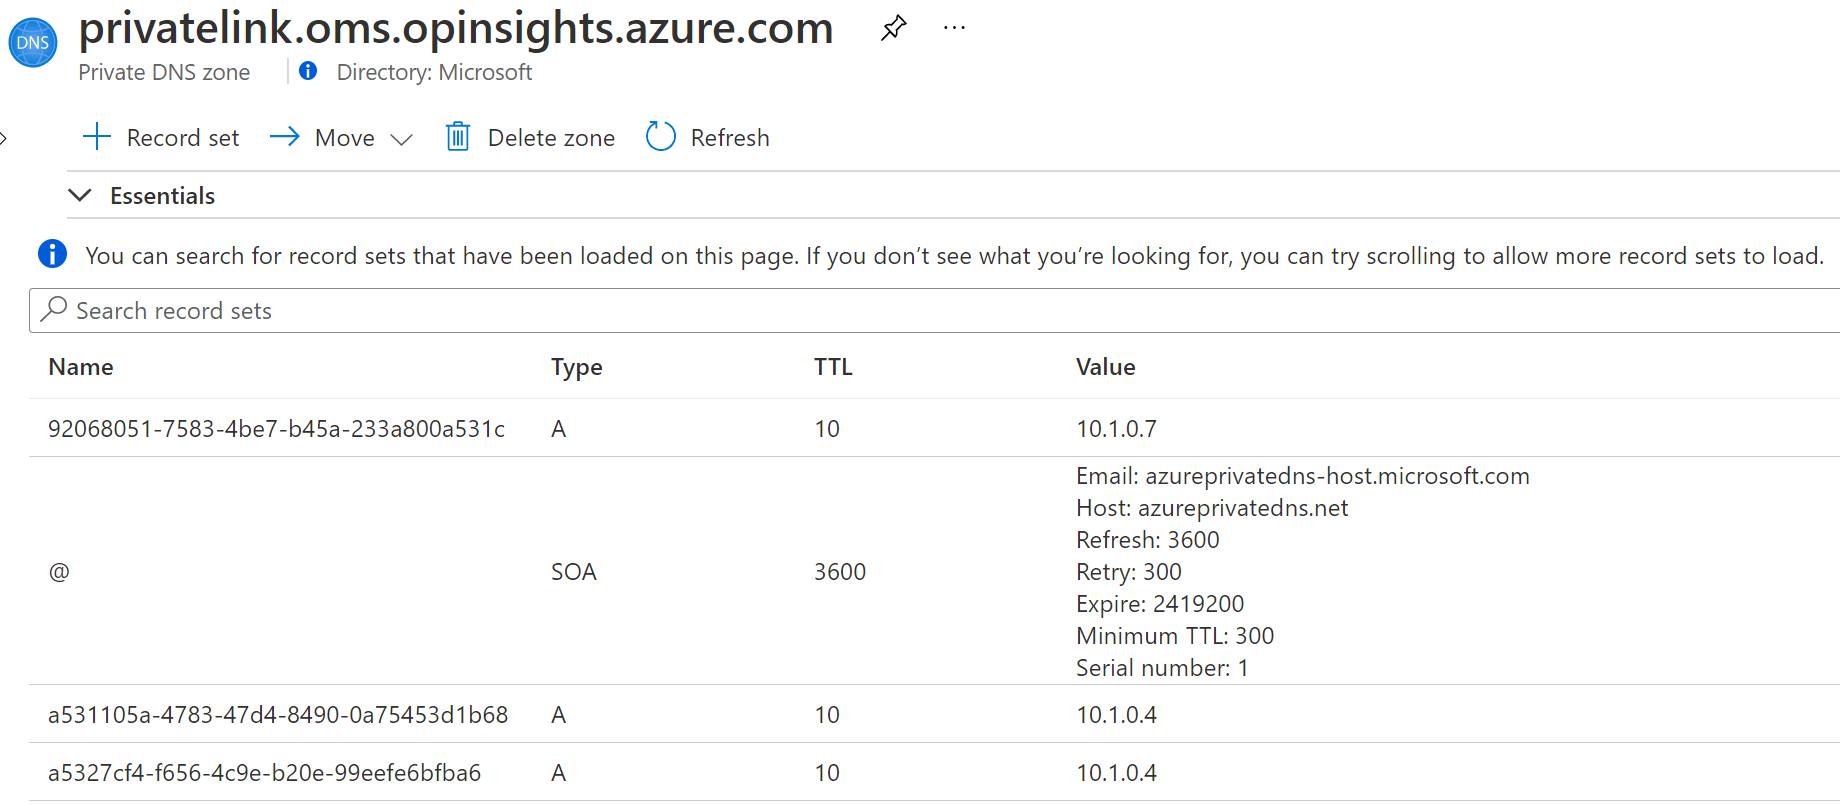 DNS
privatelink.oms.opinsights.azure.com
Private DNS zone
Directory: Microsoft
Record set
Move
Delete zone
Refresh
Essentials
You can search for record sets that have been loaded on this page. If you don’t see what you’re looking for, you can try scrolling to allow more record sets to load.
Search record sets
Name Type TTL Value
92068051-7583-4be7-b45a-233a800a531c A 10 10.1.0.7
@ SOA 3600
Email: azureprivatedns-host.microsoft.com
Host: azureprivatedns.net
Refresh: 3600
Retry: 300
Expire: 2419200
Minimum TTL: 300
Serial number: 1
a531105a-4783-47d4-8490-0a75453d1b68 A 10 10.1.0.4
a5327cf4-f656-4c9e-b20e-99eefe6bfba6 A 10 10.1.0.4